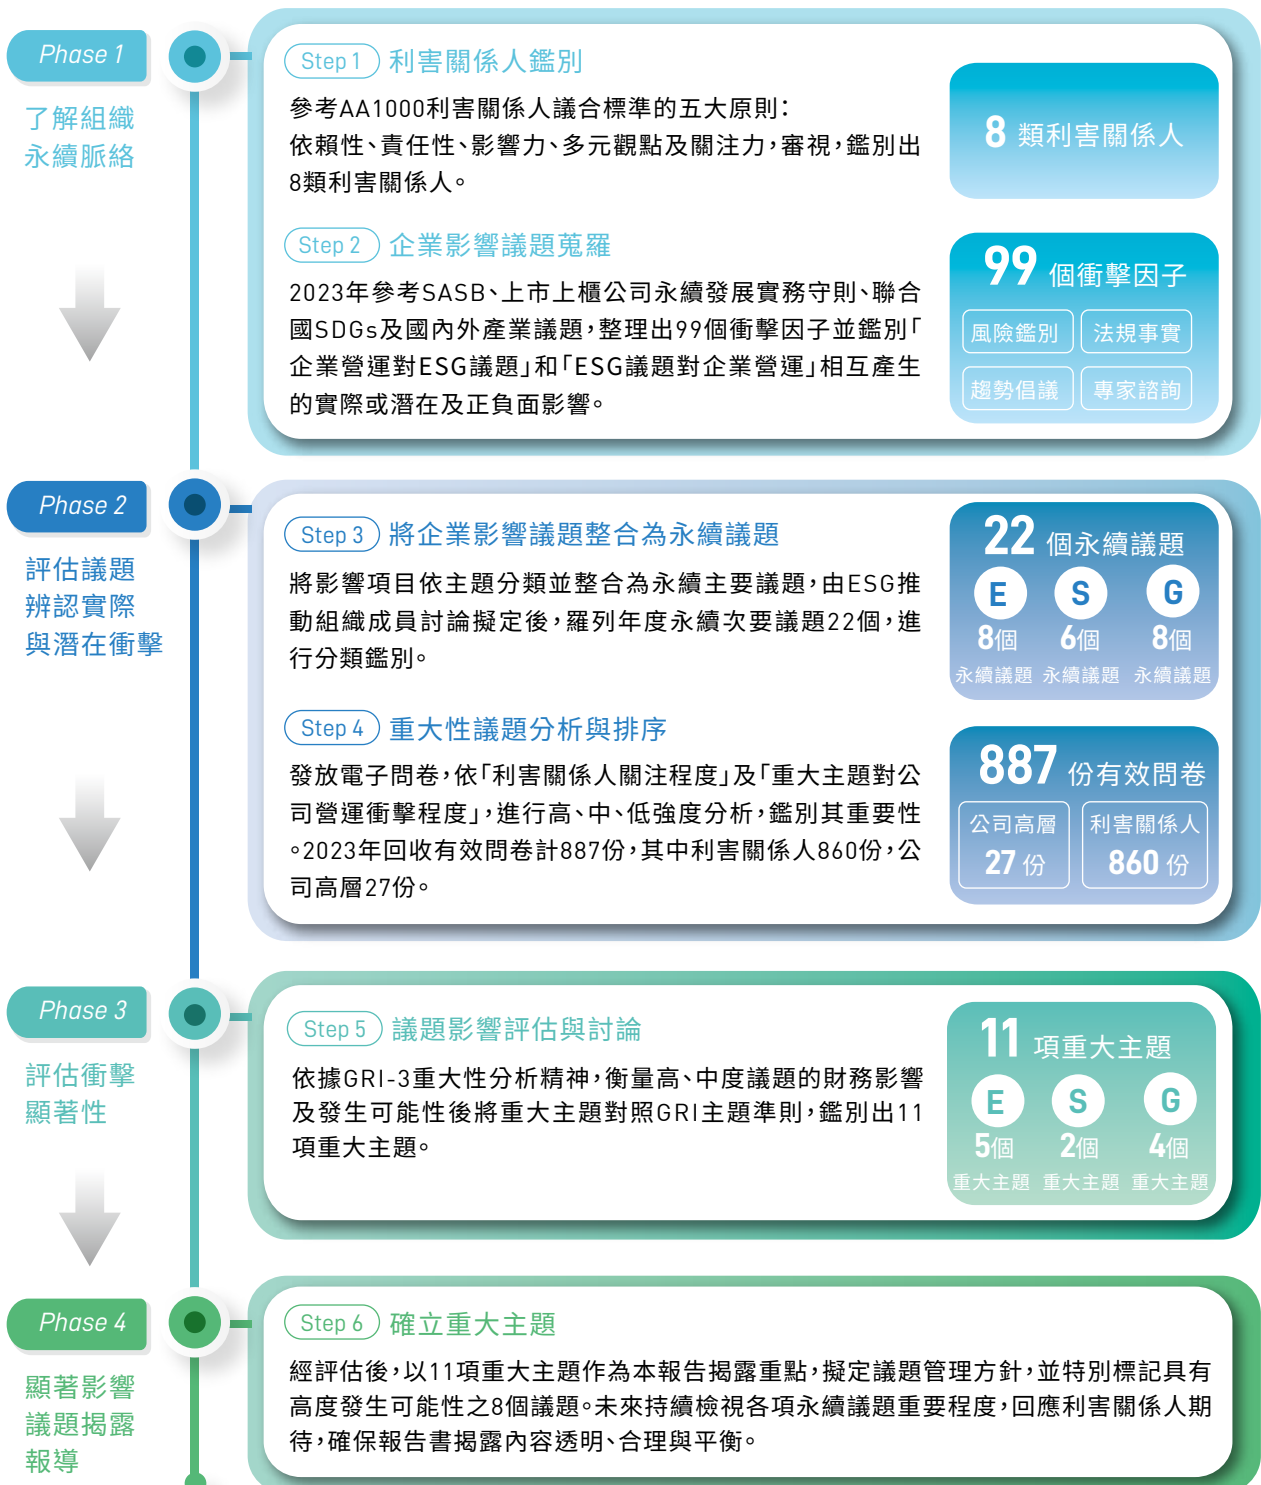 Phase 1
了解組織
永續脈絡
Step 1 利害關係人鑑別
參考AA1000利害關係人議合標準的五大原則：
依賴性、責任性、影響力、多元觀點及關注力，審視，鑑別出
8類利害關係人。
8 類利害關係人
Step 2 企業影響議題蒐羅
2023年參考SASB、上市上櫃公司永續發展實務守則、聯合
國SDGs及國內外產業議題，整理出99個衝擊因子並鑑別「
企業營運對ESG議題」和「ESG議題對企業營運」相互產生
的實際或潛在及正負面影響。
99 個衝擊因子
風險鑑別 法規事實
趨勢倡議 專家諮詢
Phase 2
評估議題
辨認實際
與潛在衝擊
Step 3 將企業影響議題整合為永續議題
將影響項目依主題分類並整合為永續主要議題，由ESG推
動組織成員討論擬定後，羅列年度永續次要議題22個，進
行分類鑑別。
22 個永續議題
E S G
8個 6個 8個
永續議題 永續議題 永續議題
Step 4 重大性議題分析與排序
發放電子問卷，依「利害關係人關注程度」及「重大主題對公
司營運衝擊程度」，進行高、中、低強度分析，鑑別其重要性
。2023年回收有效問卷計887份，其中利害關係人860份，公
司高層27份。
887 份有效問卷
公司高層 利害關係人
27 份 860 份
Phase 3
評估衝擊
顯著性
Step 5 議題影響評估與討論
依據GRI-3重大性分析精神，衡量高、中度議題的財務影響
及發生可能性後將重大主題對照GRI主題準則，鑑別出11
項重大主題。
11 項重大主題
E S G
5個 2個 4個
重大主題 重大主題 重大主題
Phase 4
顯著影響
議題揭露
報導
Step 6 確立重大主題
經評估後，以11項重大主題作為本報告揭露重點，擬定議題管理方針，並特別標記具有
高度發生可能性之8個議題。未來持續檢視各項永續議題重要程度，回應利害關係人期
待，確保報告書揭露內容透明、合理與平衡。